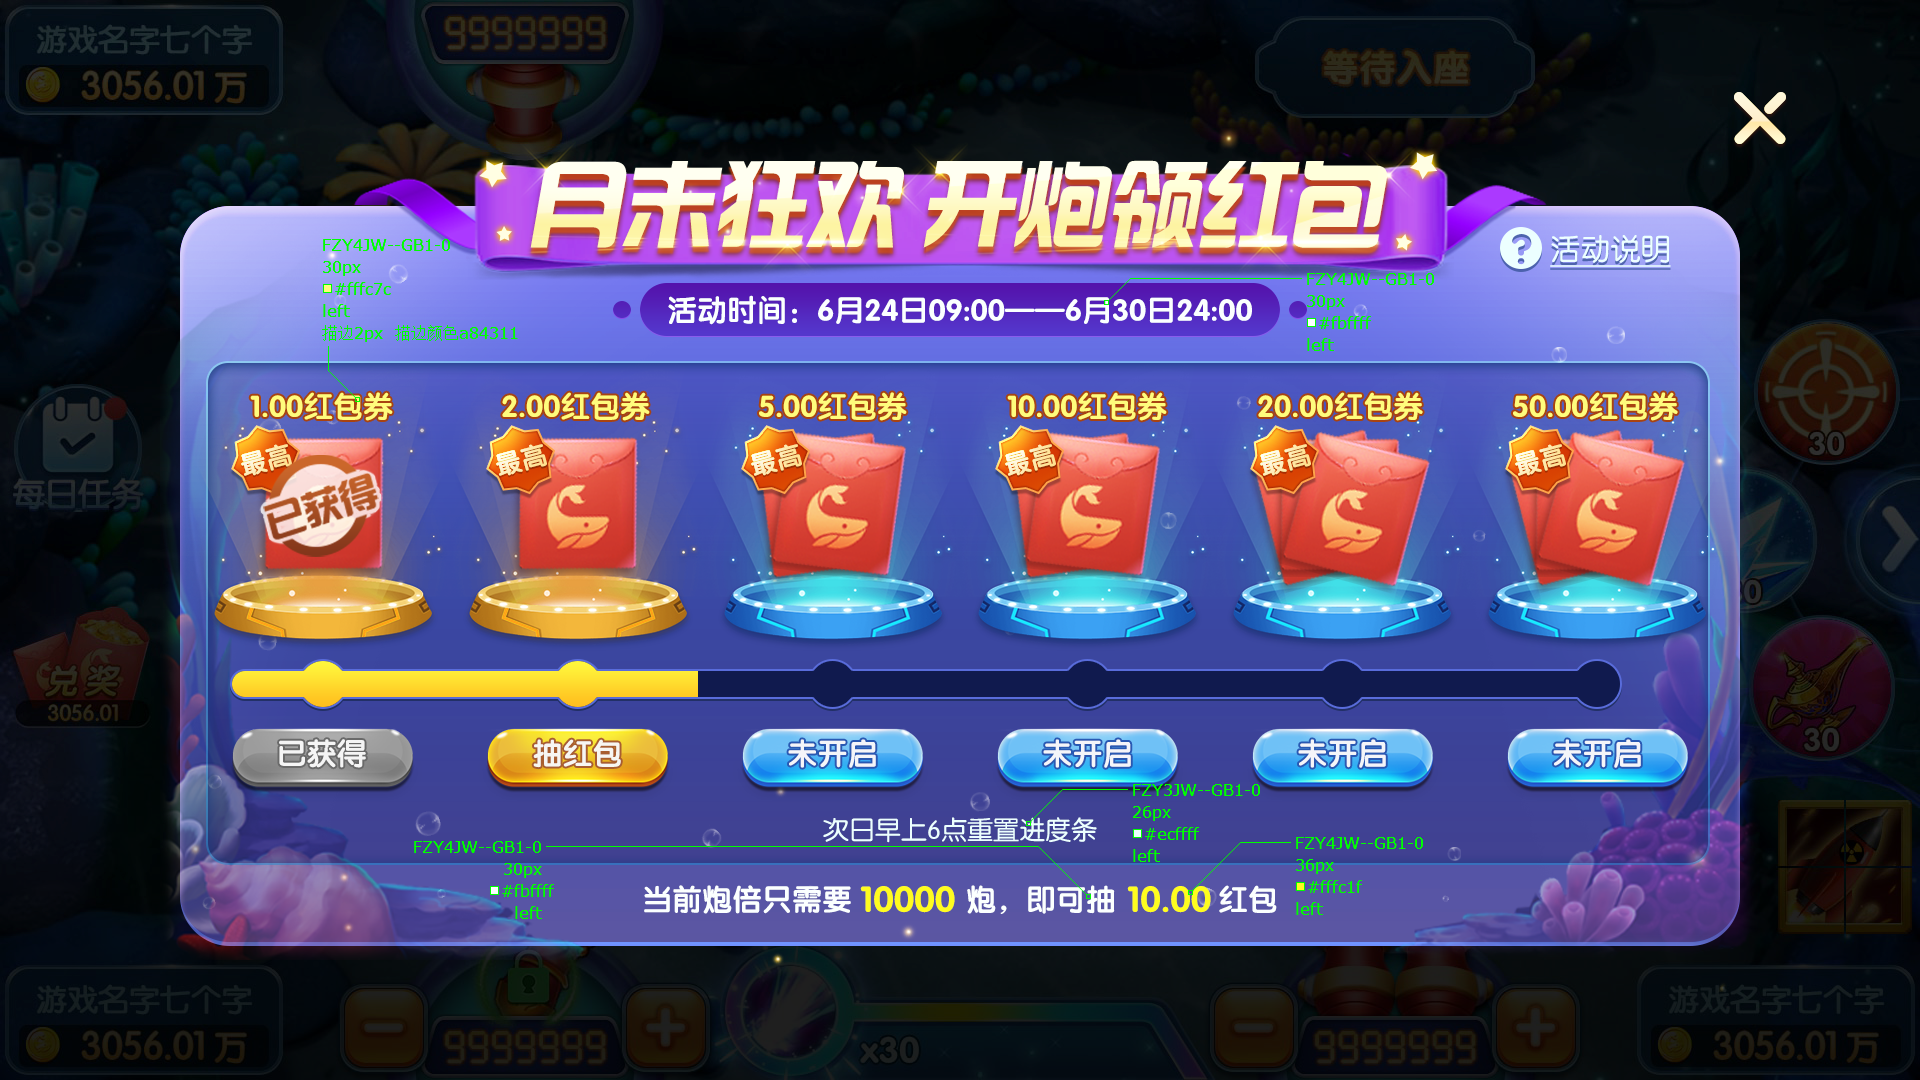 游戏名字七个字
3056.01万
9999999
等待入座
月末狂欢 开炮领红包
活动说明
FZY4JW--GB1-0
30px
#fffc7c
left
活动时间：6月24日09:00——6月30日24:00
FZY4JW--GB1-0
30px
#fbffff
left
1.00红包券
2.00红包券
5.00红包券
10.00红包券
20.00红包券
50.00红包券
最高
最高
最高
最高
最高
最高
已获得
每日任务
30
30
兑奖
3056.01
30
已获得
抽红包
未开启
未开启
未开启
未开启
FZY3JW--GB1-0
26px
#ecffff
left
次日早上6点重置进度条
FZY4JW--GB1-0
30px
#fbffff
left
FZY4JW--GB1-0
36px
#fffc1f
left
当前炮倍只需要 10000 炮，即可抽 10.00 红包
游戏名字七个字
3056.01万
9999999
x30
9999999
游戏名字七个字
3056.01万